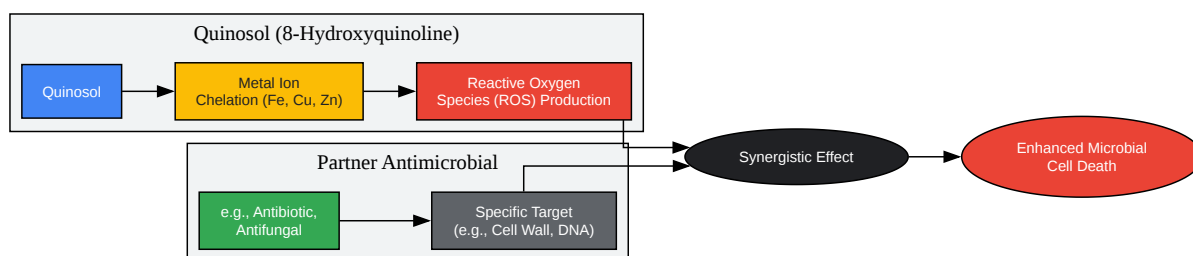 Quinosol (8-Hydroxyquinoline)
Quinosol
Metal Ion
Chelation (Fe, Cu, Zn)
Reactive Oxygen
Species (ROS) Production
Partner Antimicrobial
e.g., Antibiotic,
Antifungal
Specific Target
(e.g., Cell Wall, DNA)
Synergistic Effect
Enhanced Microbial
Cell Death